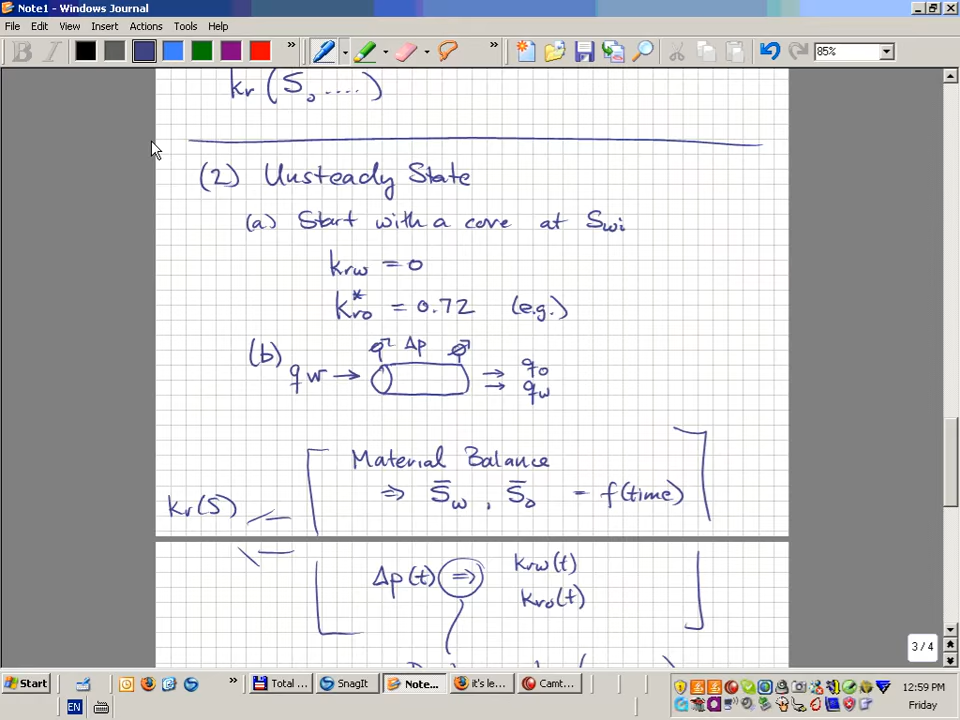 Note1 - Windows Journal
File Edit View Insert Actions Tools Help
B I U 85%
kr (So ....)
(2) Unsteady State
(a) Start with a core at Swi
krw = 0
kro* = 0.72 (e.g.)
(b) qw → Δp → qo
→ qw
Material Balance
⇒ S̄w , S̄o = f(time)
kr(S) ⇐
Δp(t) ⇒ krw(t)
kro(t)
3 / 4
Start Total ... SnagIt Note... it's le... Camt... 12:59 PM
EN Friday